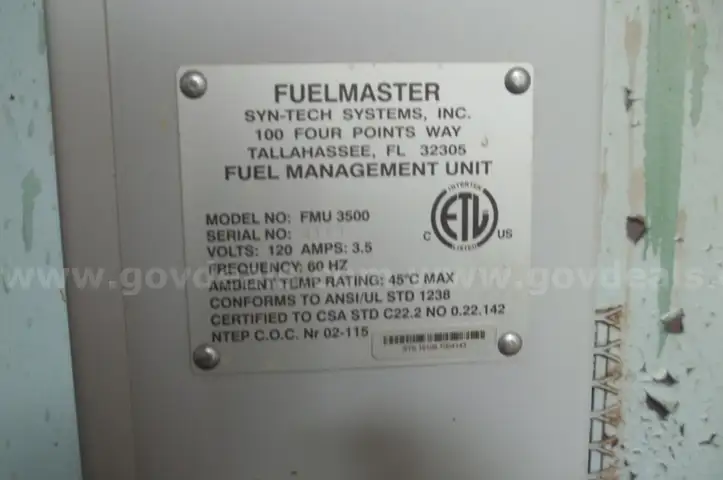 FUELMASTER
SYN-TECH SYSTEMS, INC.
100 FOUR POINTS WAY
TALLAHASSEE, FL 32305
FUEL MANAGEMENT UNIT
INTERTEK
ETL
C US
LISTED
MODEL NO: FMU 3500
SERIAL NO:
VOLTS: 120 AMPS: 3.5
FREQUENCY: 60 HZ
AMBIENT TEMP RATING: 45°C MAX
CONFORMS TO ANSI/UL STD 1238
CERTIFIED TO CSA STD C22.2 NO 0.22.142
NTEP C.O.C. Nr 02-115